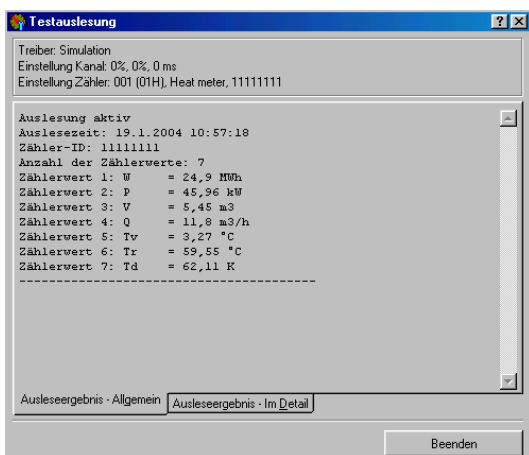 Testauslesung
Treiber: Simulation
Einstellung Kanal: 0%, 0%, 0 ms
Einstellung Zähler: 001 (01H), Heat meter, 11111111
Auslesung aktiv
Auslesezeit: 19.1.2004 10:57:18
Zähler-ID: 11111111
Anzahl der Zählerwerte: 7
Zählerwert 1: W = 24,9 MWh
Zählerwert 2: P = 45,96 kW
Zählerwert 3: V = 5,45 m3
Zählerwert 4: Q = 11,8 m3/h
Zählerwert 5: Tv = 3,27 °C
Zählerwert 6: Tr = 59,55 °C
Zählerwert 7: Td = 62,11 K
----------------------------------------
Ausleseergebnis - Allgemein
Ausleseergebnis - Im Detail
Beenden